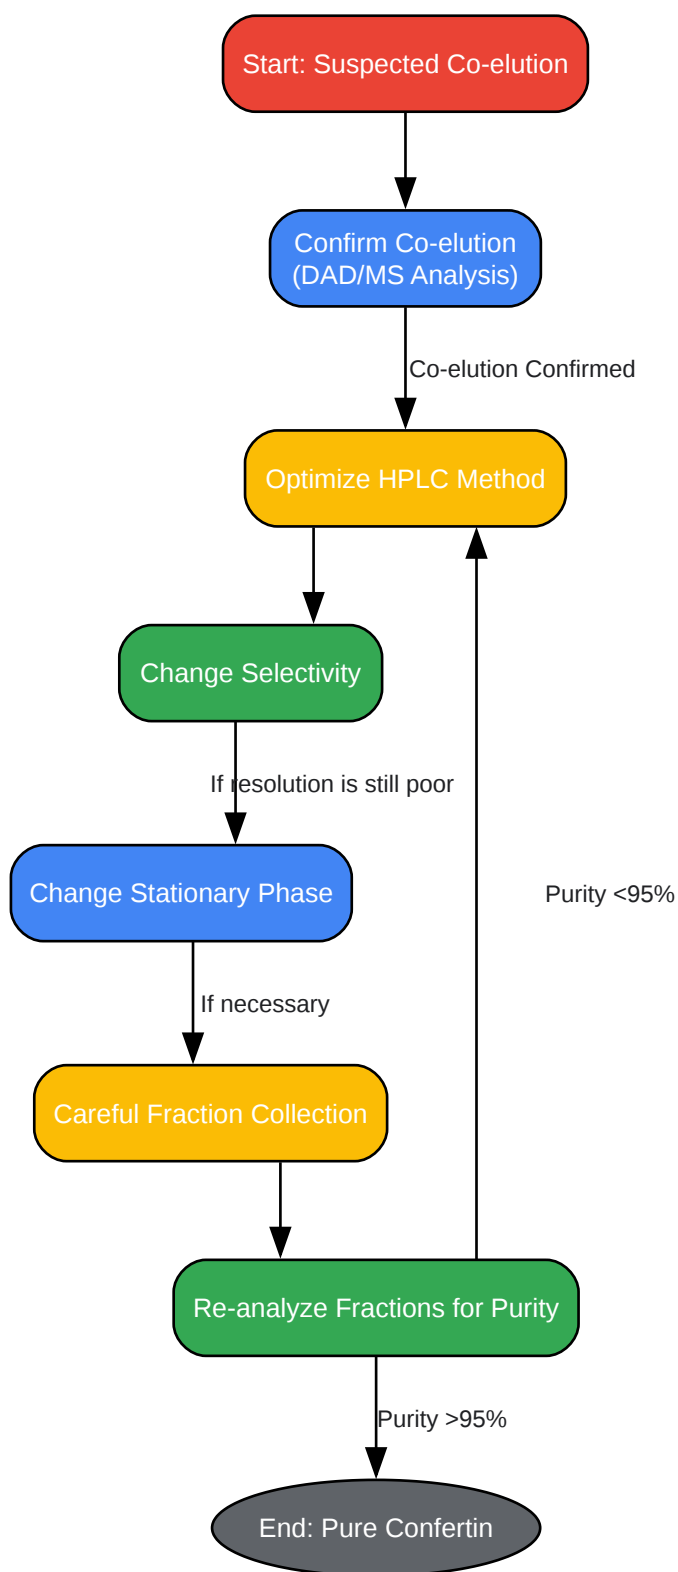 Start: Suspected Co-elution
Confirm Co-elution
(DAD/MS Analysis)
Co-elution Confirmed
Optimize HPLC Method
Change Selectivity
If resolution is still poor
Change Stationary Phase
Purity <95%
If necessary
Careful Fraction Collection
Re-analyze Fractions for Purity
Purity >95%
End: Pure Confertin